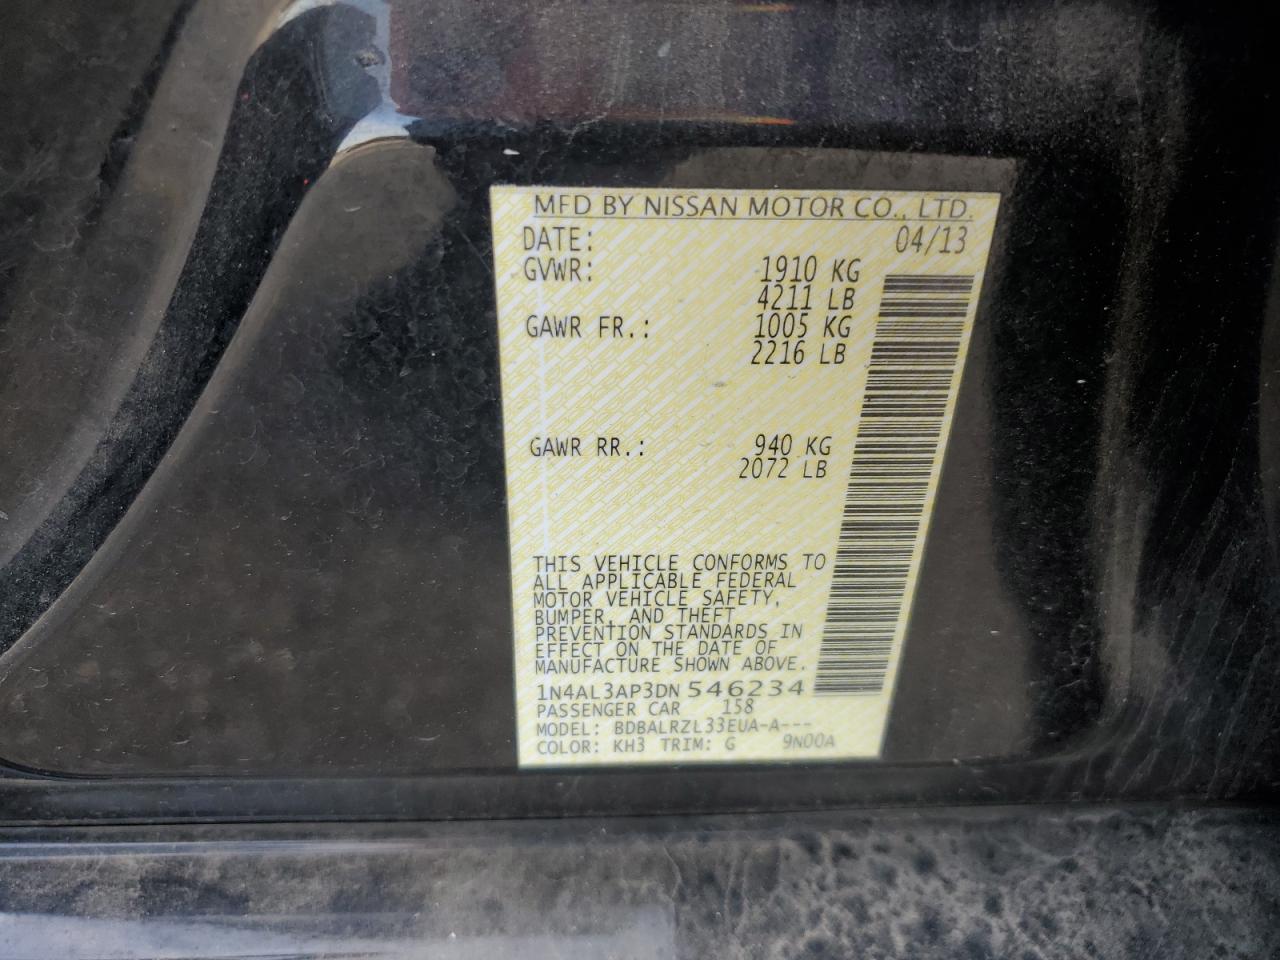 MFD BY NISSAN MOTOR CO., LTD.
DATE: 04/13
GVWR: 1910 KG
4211 LB
GAWR FR.: 1005 KG
2216 LB
GAWR RR.: 940 KG
2072 LB
THIS VEHICLE CONFORMS TO
ALL APPLICABLE FEDERAL
MOTOR VEHICLE SAFETY,
BUMPER, AND THEFT
PREVENTION STANDARDS IN
EFFECT ON THE DATE OF
MANUFACTURE SHOWN ABOVE.
1N4AL3AP3DN546234
PASSENGER CAR 158
MODEL: BDBALRZL33EUA-A---
COLOR: KH3 TRIM: G 9N00A